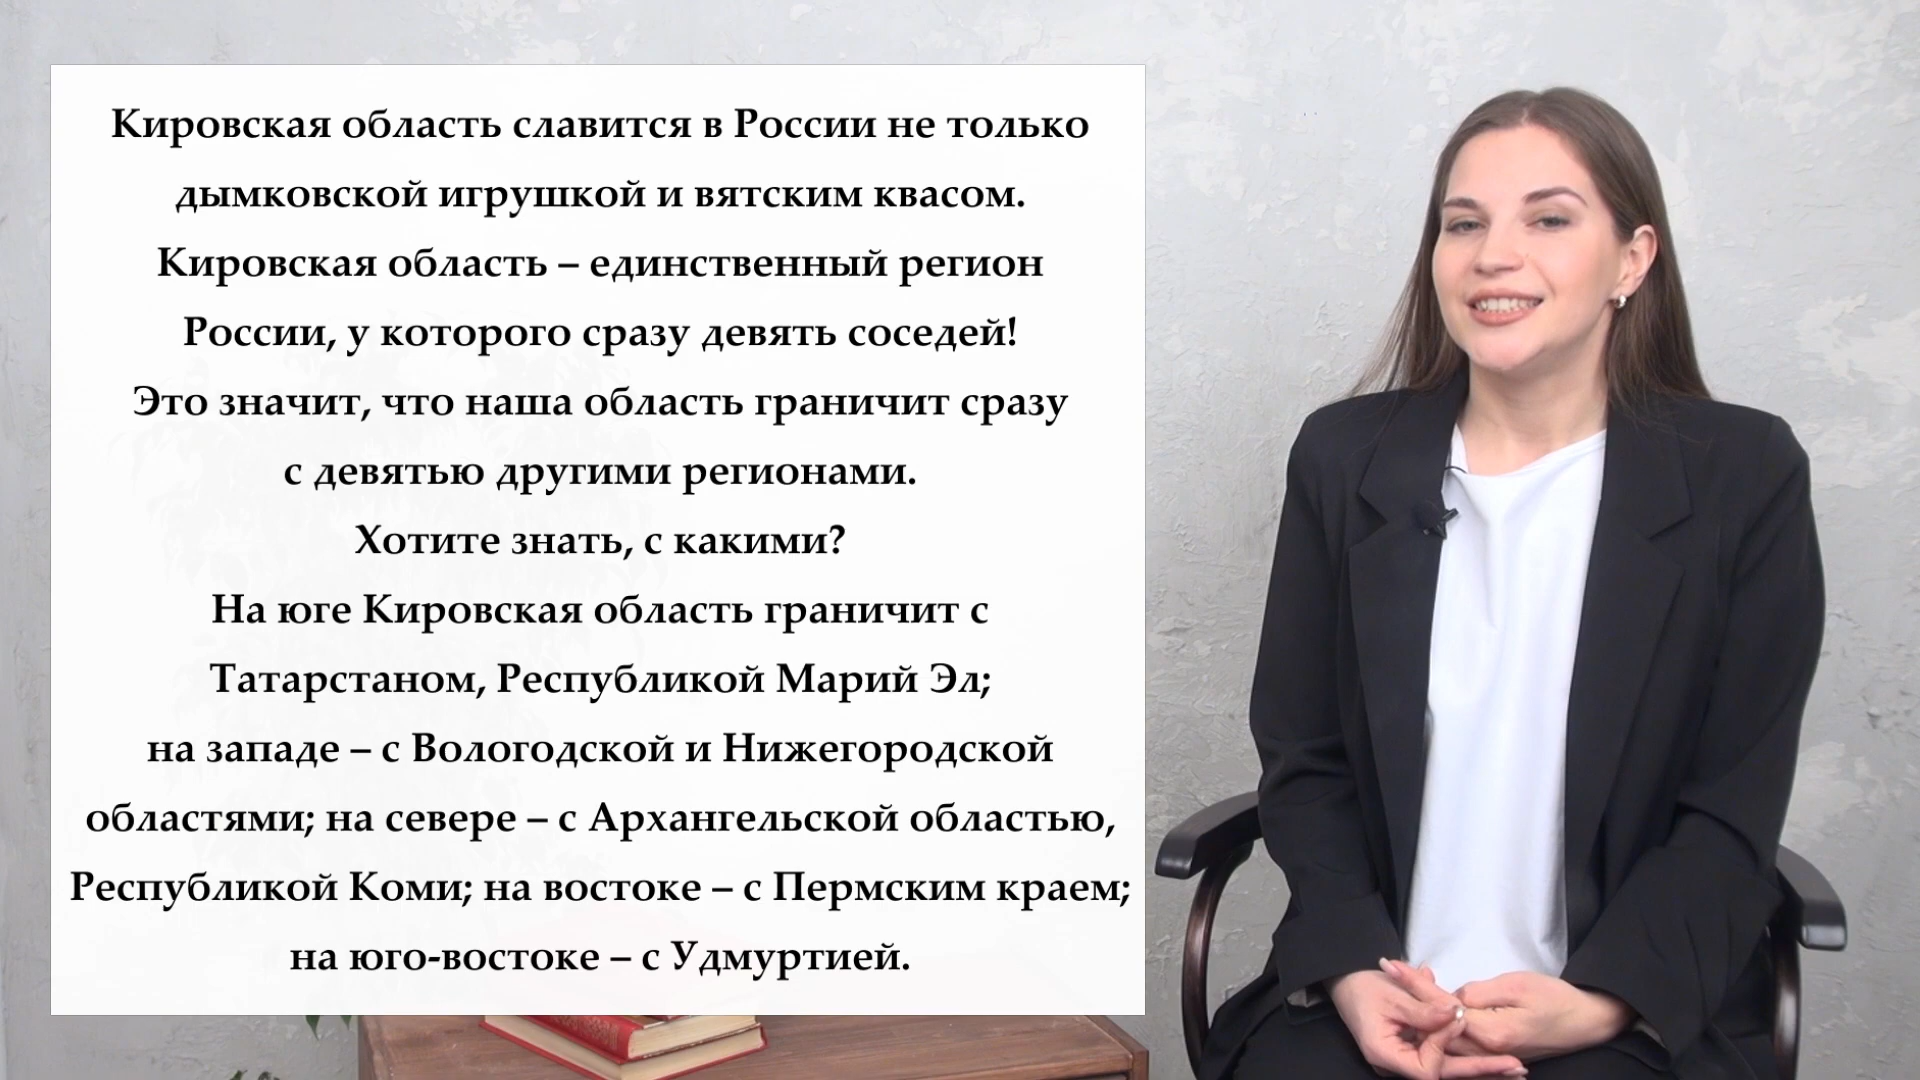 Кировская область славится в России не только
дымковской игрушкой и вятским квасом.
Кировская область – единственный регион
России, у которого сразу девять соседей!
Это значит, что наша область граничит сразу
с девятью другими регионами.
Хотите знать, с какими?
На юге Кировская область граничит с
Татарстаном, Республикой Марий Эл;
на западе – с Вологодской и Нижегородской
областями; на севере – с Архангельской областью,
Республикой Коми; на востоке – с Пермским краем;
на юго-востоке – с Удмуртией.